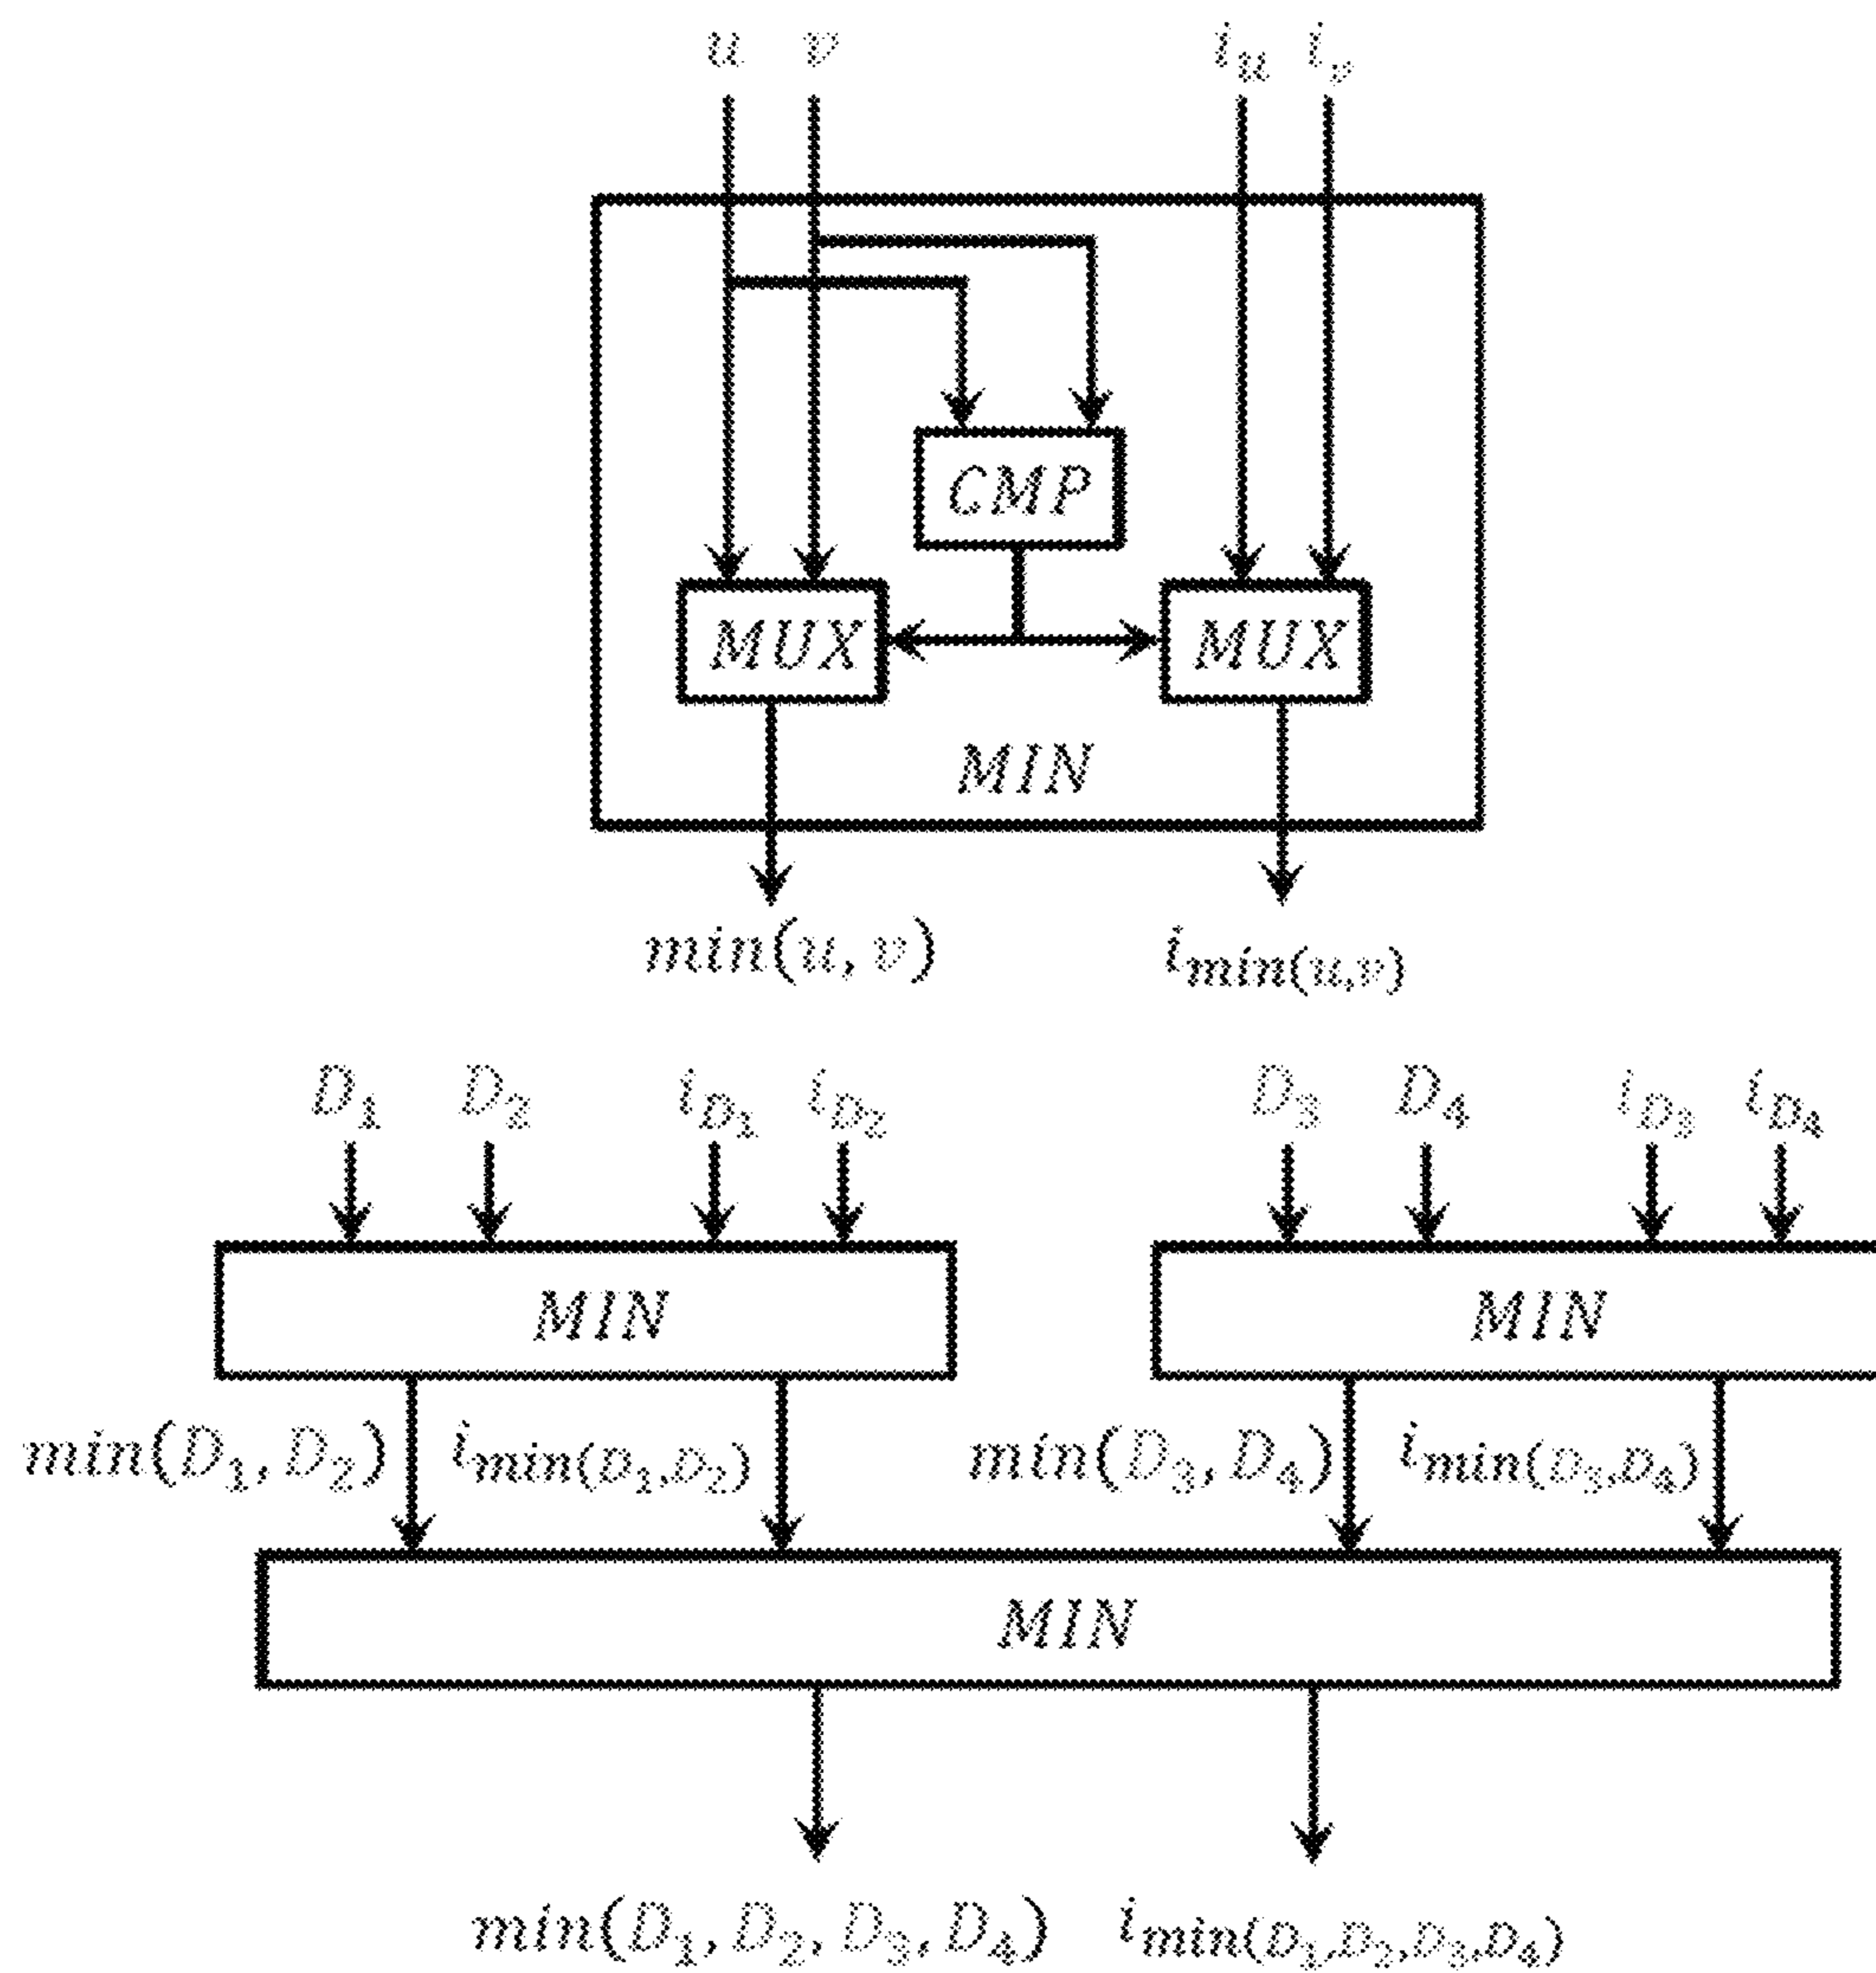 u v i_u i_v
CMP
MUX MUX
MIN
min(u, v) i_min(u,v)
D_1 D_2 i_D_1 i_D_2 D_3 D_4 i_D_3 i_D_4
MIN MIN
min(D_1, D_2) i_min(D_1,D_2) min(D_3, D_4) i_min(D_3,D_4)
MIN
min(D_1, D_2, D_3, D_4) i_min(D_1,D_2,D_3,D_4)